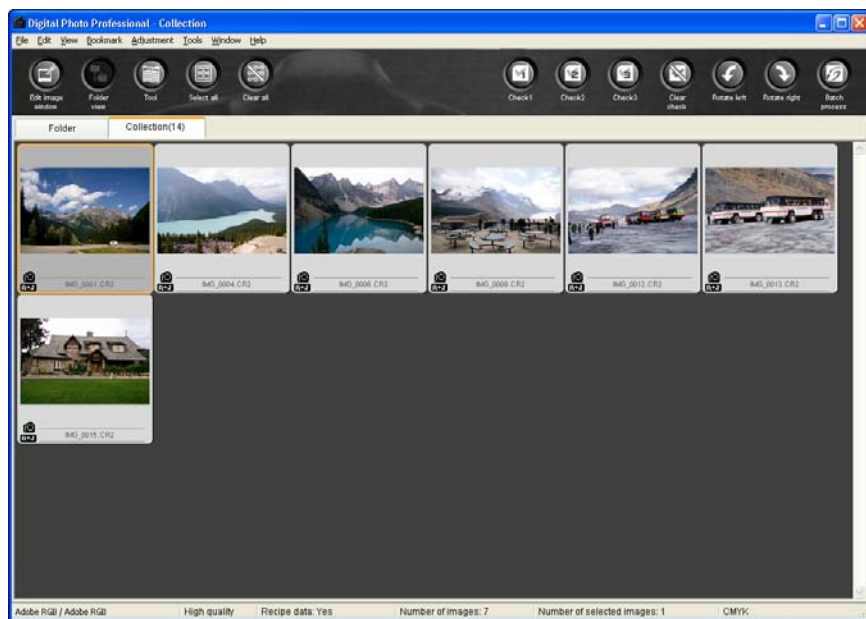 Digital Photo Professional - Collection
File Edit View Bookmark Adjustment Tools Window Help
Edit image window
Folder view
Tool
Select all
Clear all
Check1
Check2
Check3
Clear check
Rotate left
Rotate right
Batch process
Folder
Collection(14)
IMG_0001.CR2
IMG_0004.CR2
IMG_0006.CR2
IMG_0009.CR2
IMG_0012.CR2
IMG_0013.CR2
R+J
R+J
R+J
R+J
R+J
R+J
IMG_0015.CR2
R+J
Adobe RGB / Adobe RGB
High quality
Recipe data: Yes
Number of images: 7
Number of selected images: 1
CMYK